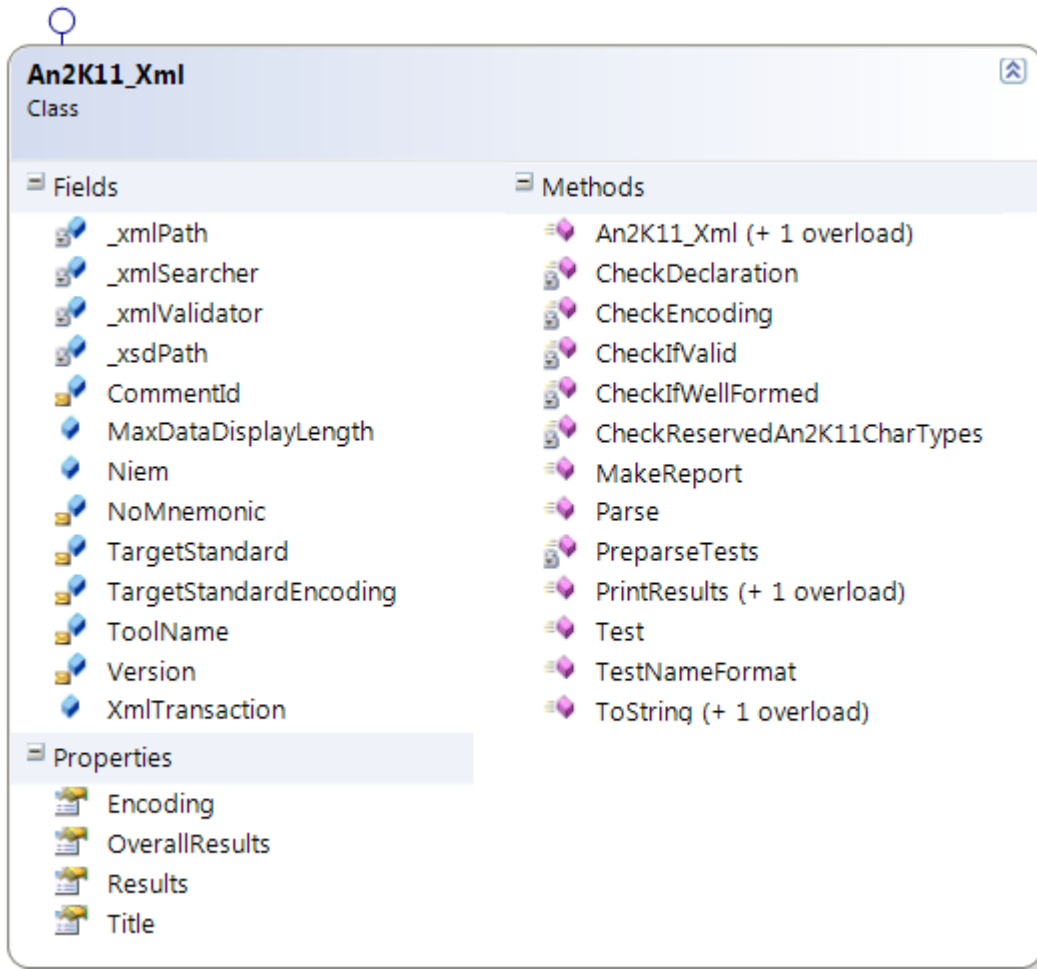 An2K11_Xml
Class
Fields
_xmlPath
_xmlSearcher
_xmlValidator
_xsdPath
CommentId
MaxDataDisplayLength
Niem
NoMnemonic
TargetStandard
TargetStandardEncoding
ToolName
Version
XmlTransaction
Properties
Encoding
OverallResults
Results
Title
Methods
An2K11_Xml (+ 1 overload)
CheckDeclaration
CheckEncoding
CheckIfValid
CheckIfWellFormed
CheckReservedAn2K11CharTypes
MakeReport
Parse
PreparseTests
PrintResults (+ 1 overload)
Test
TestNameFormat
ToString (+ 1 overload)